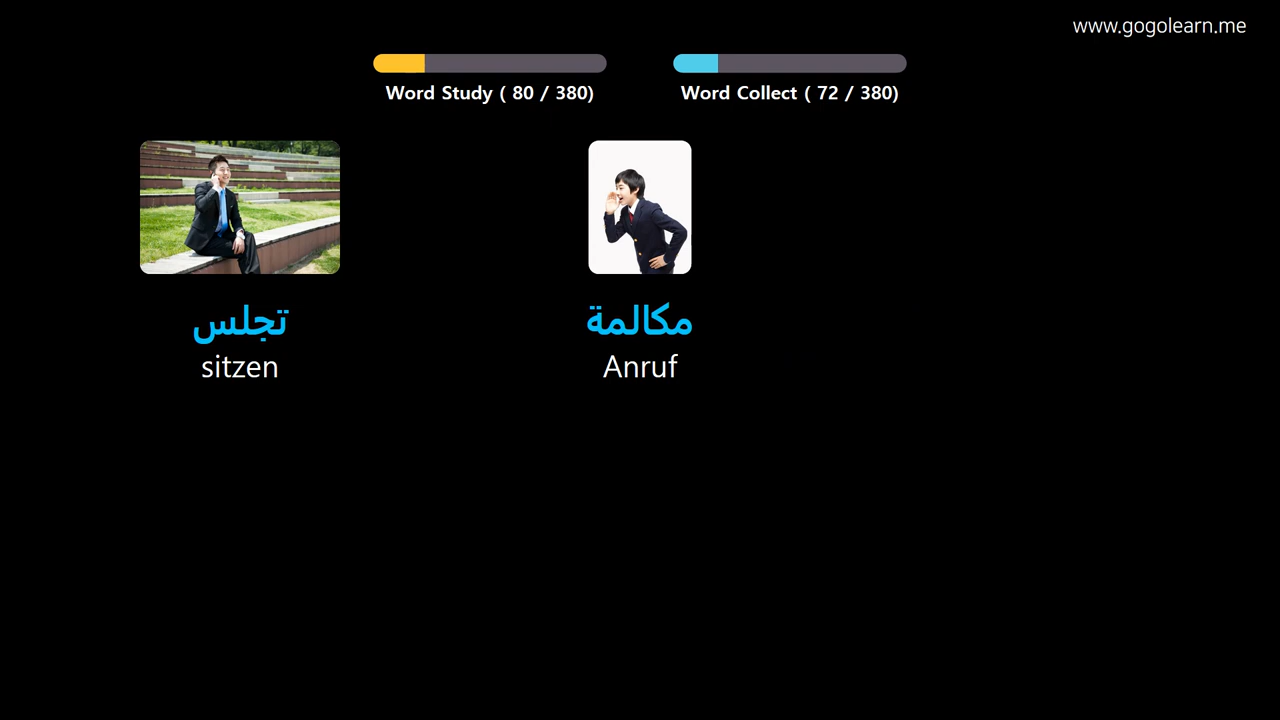 www.gogolearn.me
Word Study ( 80 / 380)
Word Collect ( 72 / 380)
تجلس
sitzen
مكالمة
Anruf